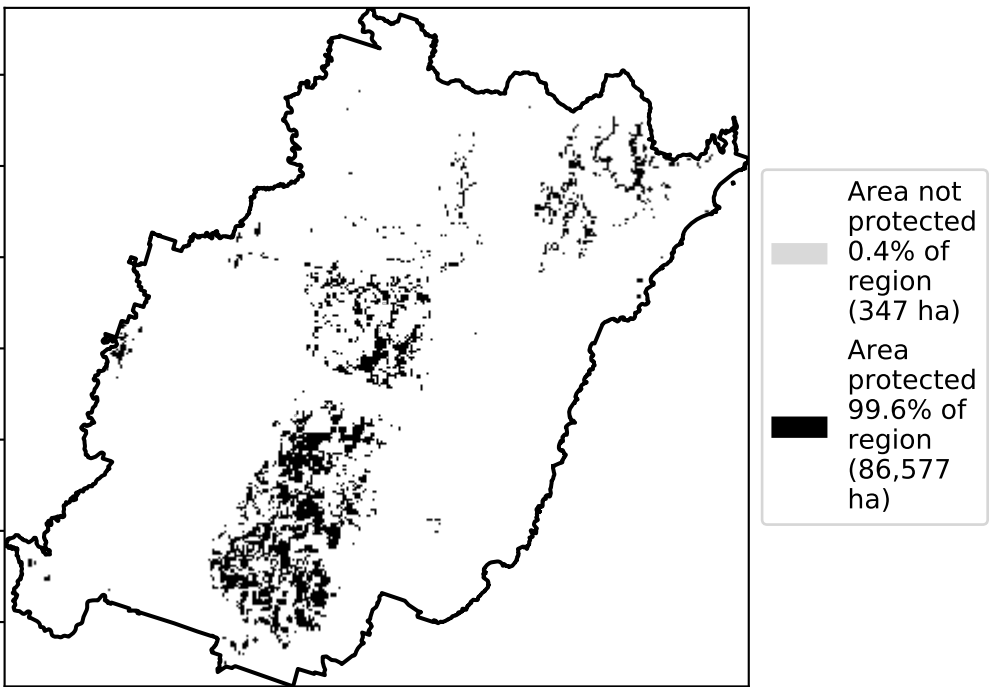 Area not
protected
0.4% of
region
(347 ha)
Area
protected
99.6% of
region
(86,577
ha)